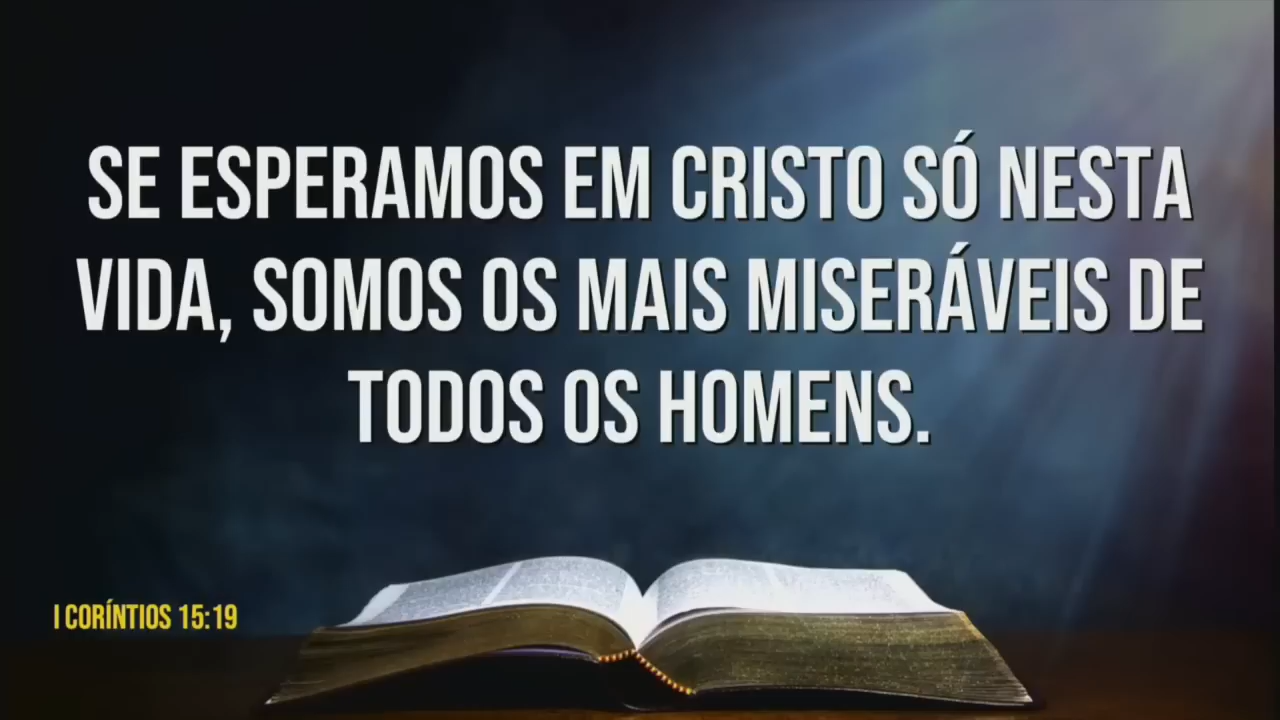 SE ESPERAMOS EM CRISTO SÓ NESTA
VIDA, SOMOS OS MAIS MISERÁVEIS DE
TODOS OS HOMENS.
I CORÍNTIOS 15:19